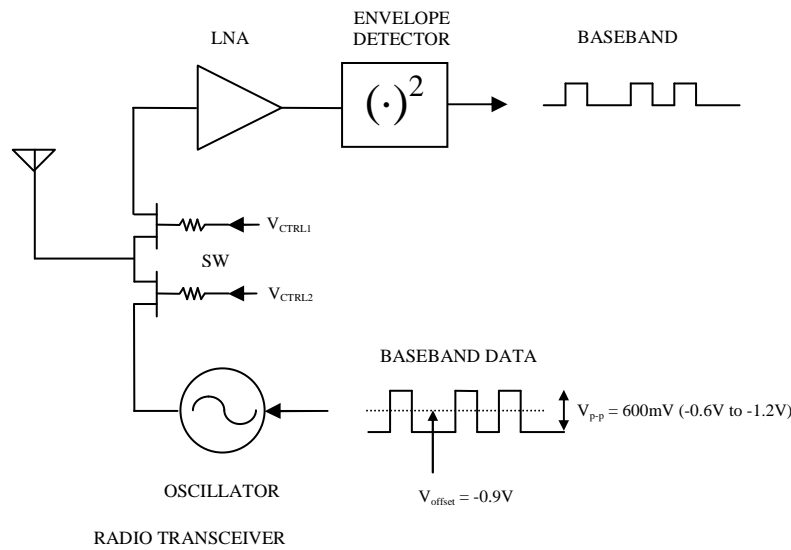 LNA
ENVELOPE
DETECTOR
BASEBAND
(·)²
V_CTRL1
SW
V_CTRL2
BASEBAND DATA
V_p-p = 600mV (-0.6V to -1.2V)
OSCILLATOR
V_offset = -0.9V
RADIO TRANSCEIVER